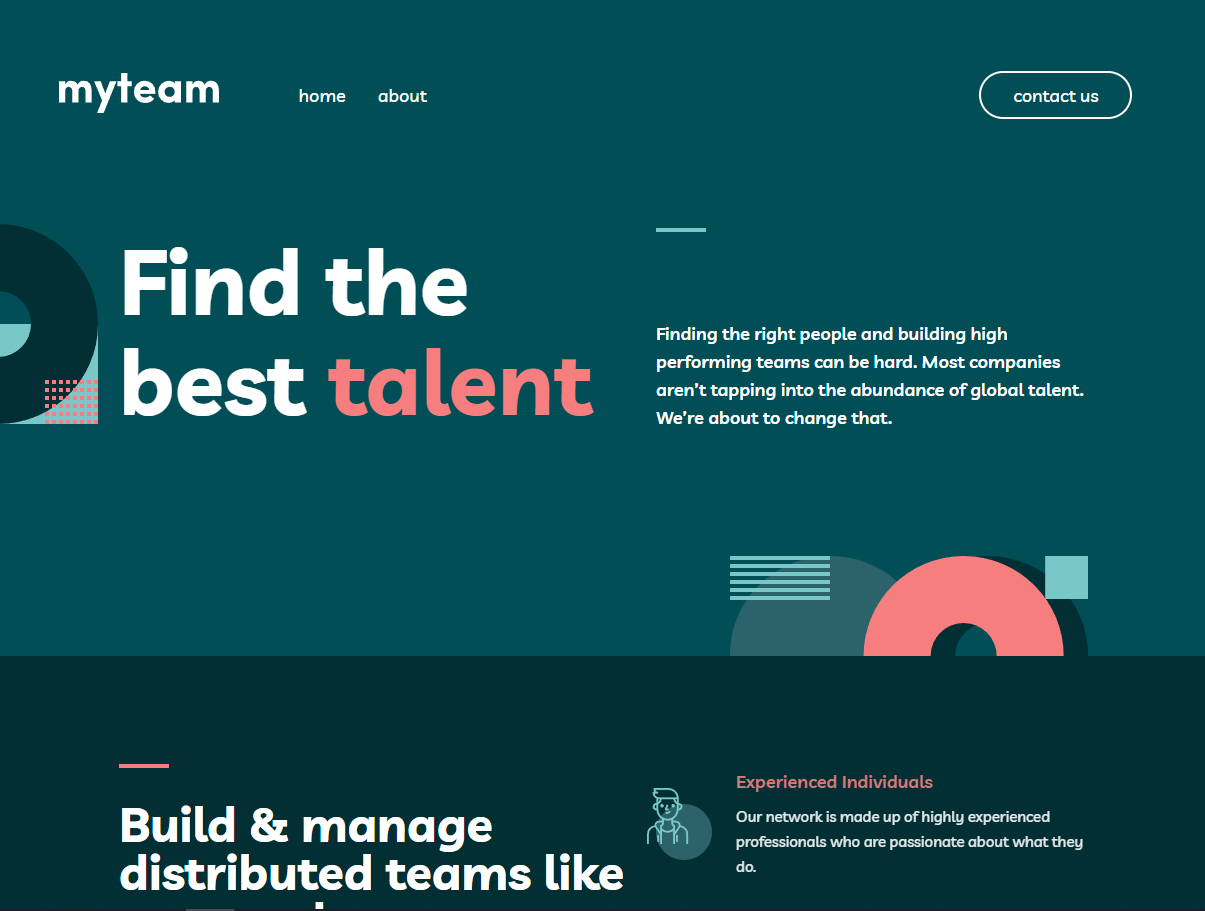 myteam
home
about
contact us
Find the
best talent
Finding the right people and building high
performing teams can be hard. Most companies
aren’t tapping into the abundance of global talent.
We’re about to change that.
Build & manage
distributed teams like
Experienced Individuals
Our network is made up of highly experienced
professionals who are passionate about what they
do.